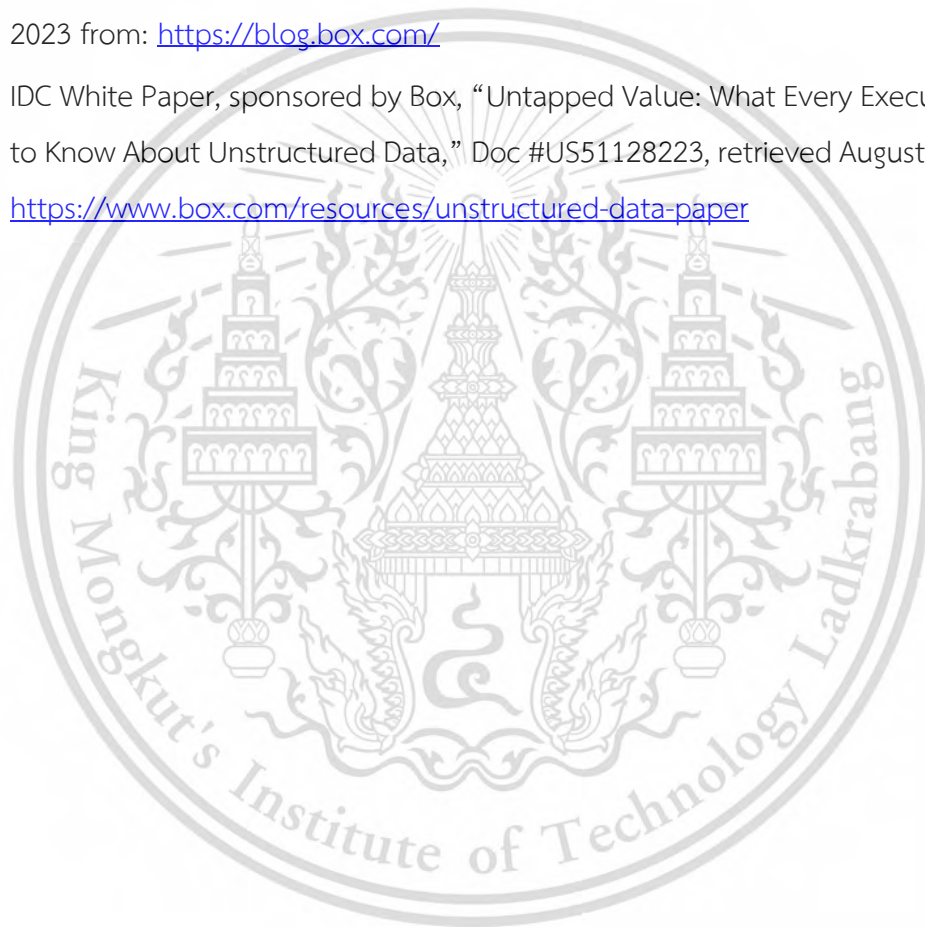 2023 from: https://blog.box.com/
IDC White Paper, sponsored by Box, “Untapped Value: What Every Execu
to Know About Unstructured Data,” Doc #US51128223, retrieved August
https://www.box.com/resources/unstructured-data-paper
King Mongkut's Institute of Technology Ladkrabang